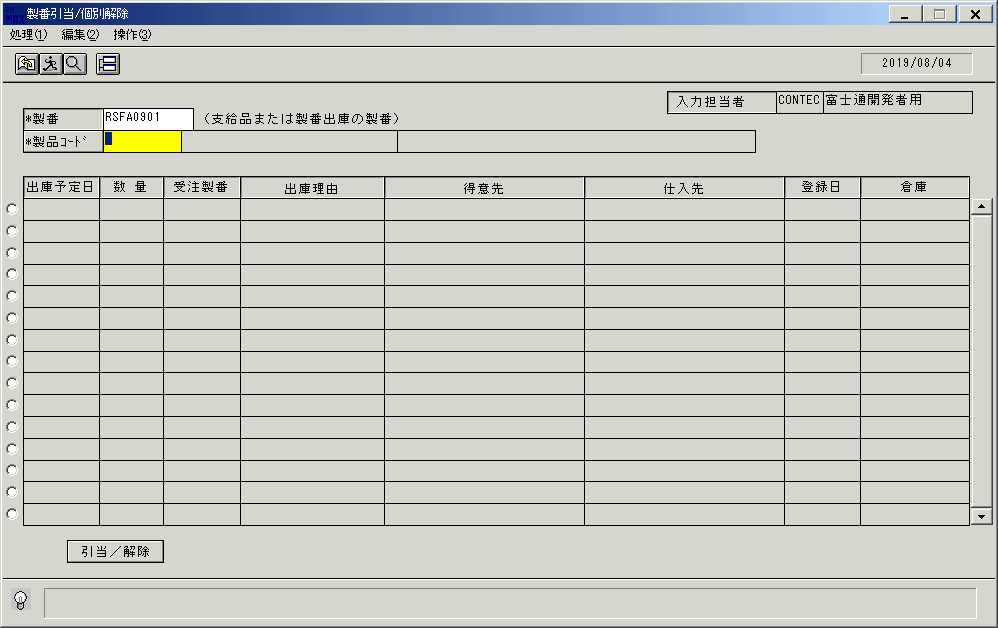 製番引当/個別解除
処理(1) 編集(2) 操作(3)
2019/08/04
入力担当者 CONTEC 富士通開発者用
*製番 RSFA0901 (支給品または製番出庫の製番)
*製品ｺｰﾄﾞ
出庫予定日 数 量 受注製番 出庫理由 得意先 仕入先 登録日 倉庫
引当／解除